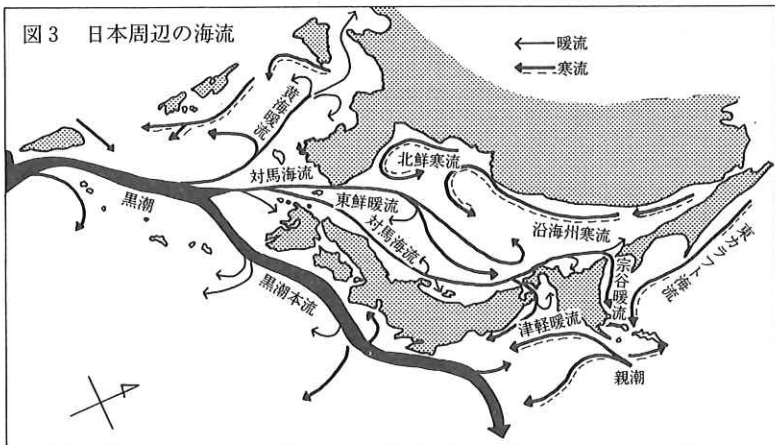 図3 日本周辺の海流
暖流
寒流
黄海暖流
対馬海流
北鮮寒流
黒潮
東鮮暖流
対馬海流
沿海州寒流
東カラフト海流
宗谷暖流
黒潮本流
津軽暖流
親潮